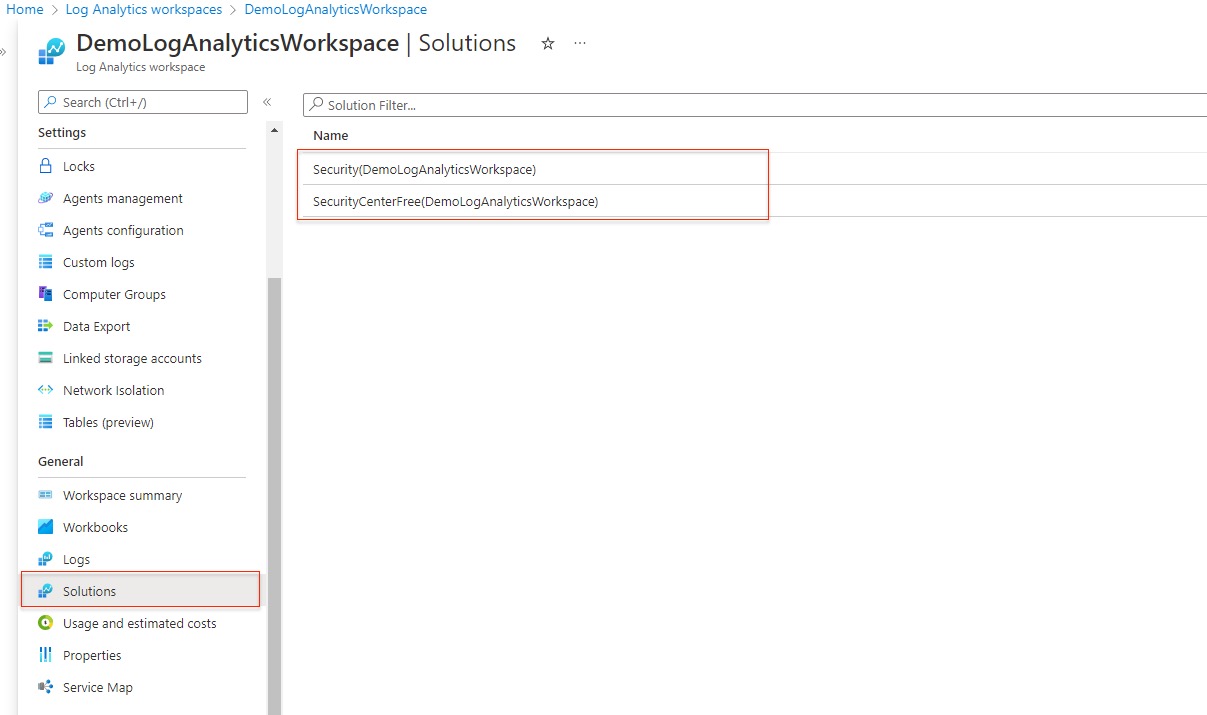 Home > Log Analytics workspaces > DemoLogAnalyticsWorkspace
DemoLogAnalyticsWorkspace | Solutions
Log Analytics workspace
Search (Ctrl+/)
Settings
Locks
Agents management
Agents configuration
Custom logs
Computer Groups
Data Export
Linked storage accounts
Network Isolation
Tables (preview)
General
Workspace summary
Workbooks
Logs
Solutions
Usage and estimated costs
Properties
Service Map
Solution Filter...
Name
Security(DemoLogAnalyticsWorkspace)
SecurityCenterFree(DemoLogAnalyticsWorkspace)